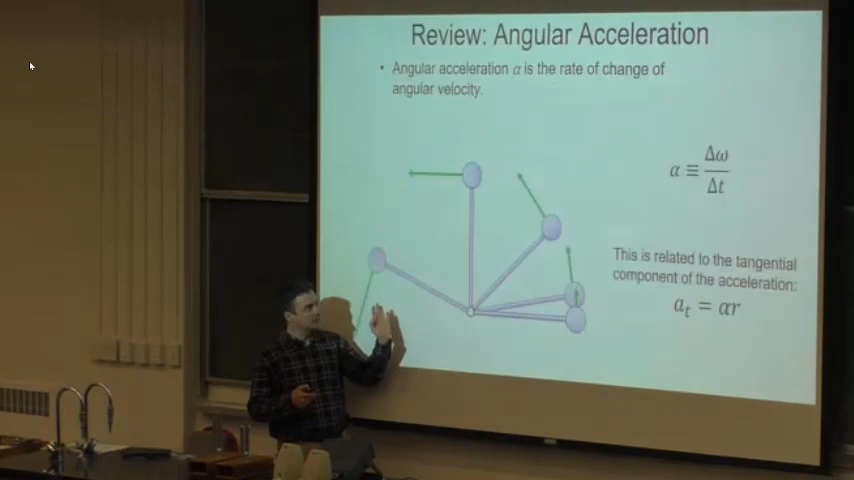 Review: Angular Acceleration
• Angular acceleration α is the rate of change of
angular velocity.
α ≡ Δω/Δt
This is related to the tangential
component of the acceleration:
aₜ = αr